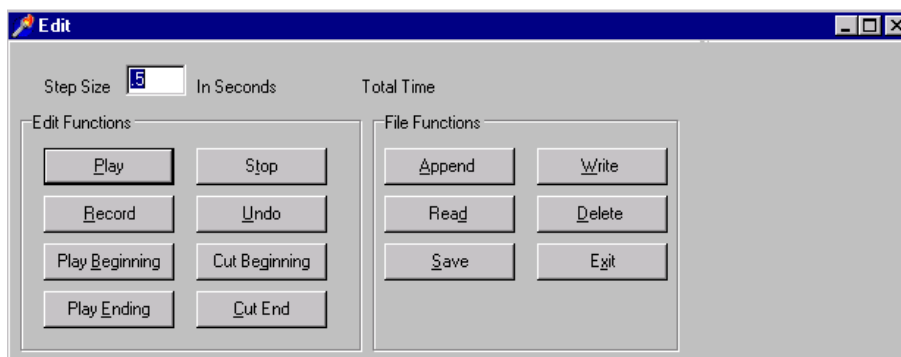 Edit
Step Size .5 In Seconds Total Time
Edit Functions File Functions
Play Stop Append Write
Record Undo Read Delete
Play Beginning Cut Beginning Save Exit
Play Ending Cut End